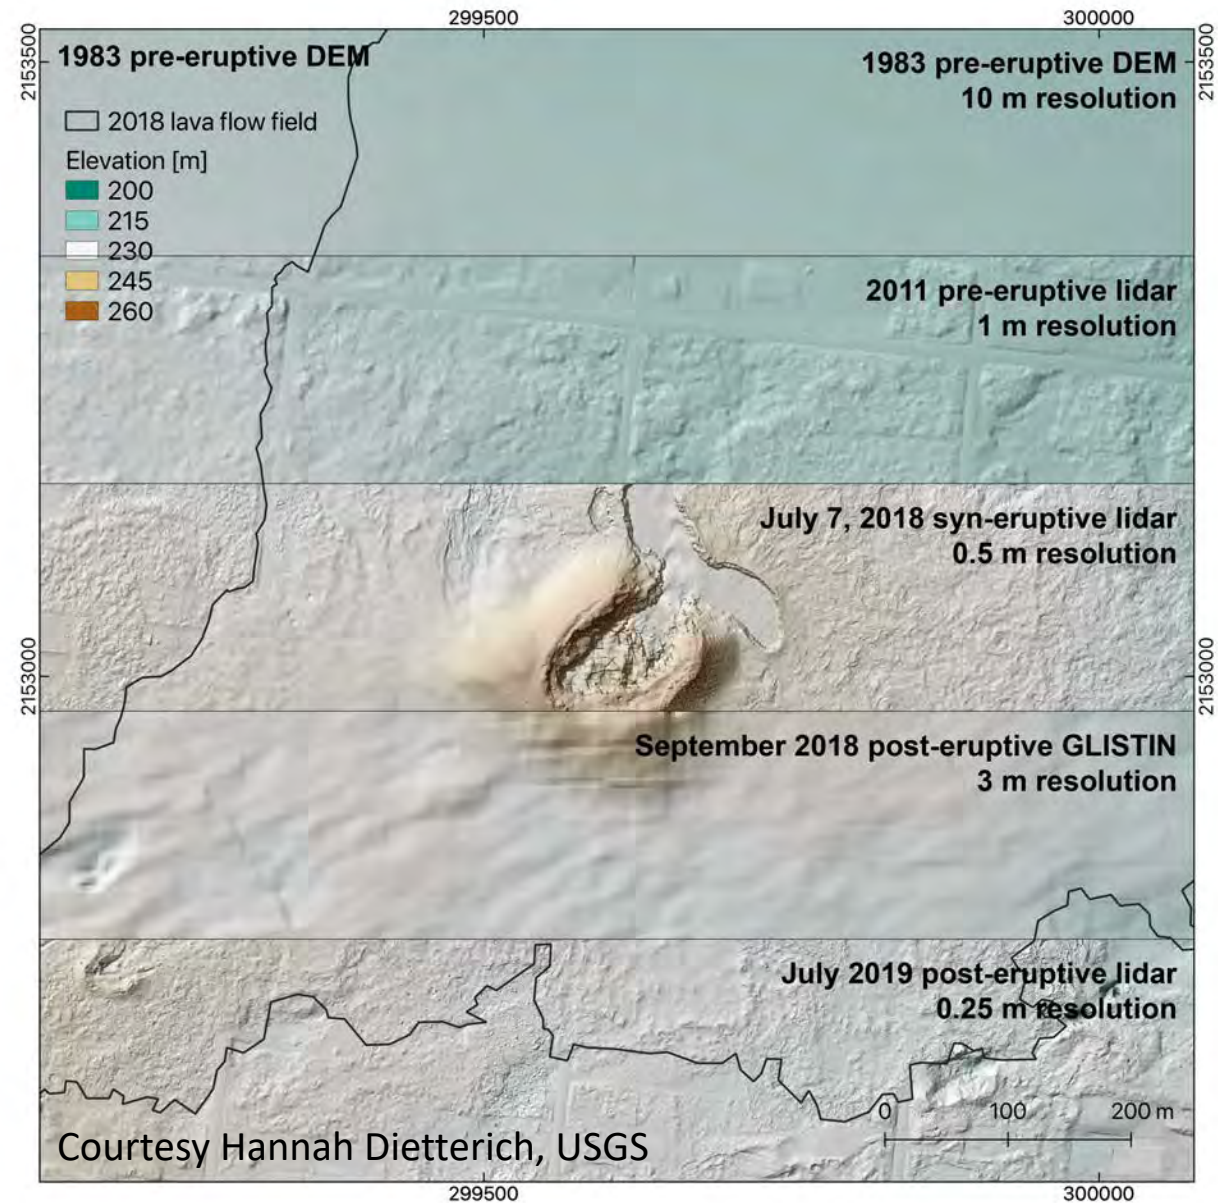 299500
300000
2153500
2153500
1983 pre-eruptive DEM
1983 pre-eruptive DEM
10 m resolution
2018 lava flow field
Elevation [m]
200
215
230
245
260
2011 pre-eruptive lidar
1 m resolution
July 7, 2018 syn-eruptive lidar
0.5 m resolution
2153000
2153000
September 2018 post-eruptive GLISTIN
3 m resolution
July 2019 post-eruptive lidar
0.25 m resolution
0 100 200 m
Courtesy Hannah Dietterich, USGS
299500
300000